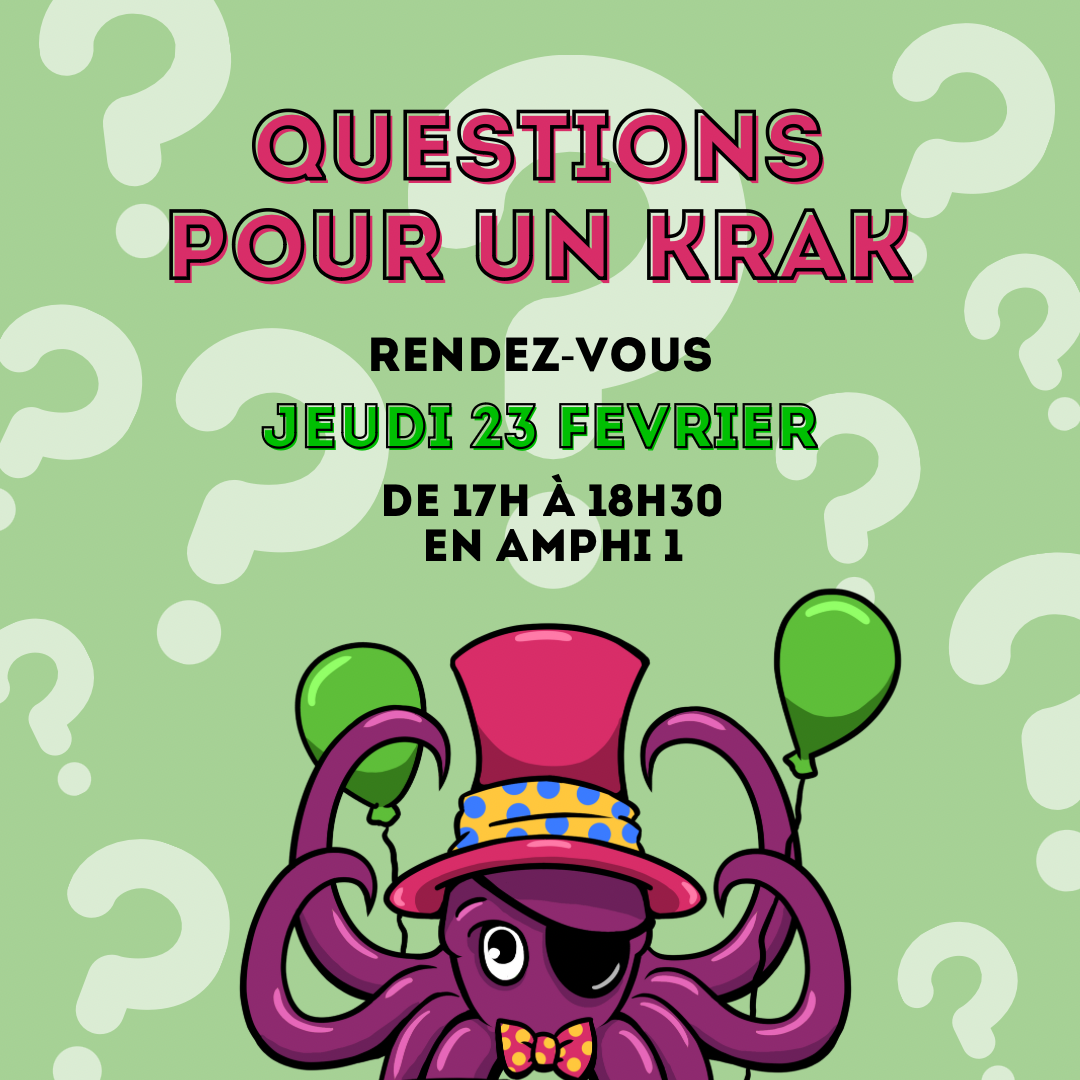 QUESTIONS
POUR UN KRAK
RENDEZ-VOUS
JEUDI 23 FEVRIER
DE 17H À 18H30
EN AMPHI 1